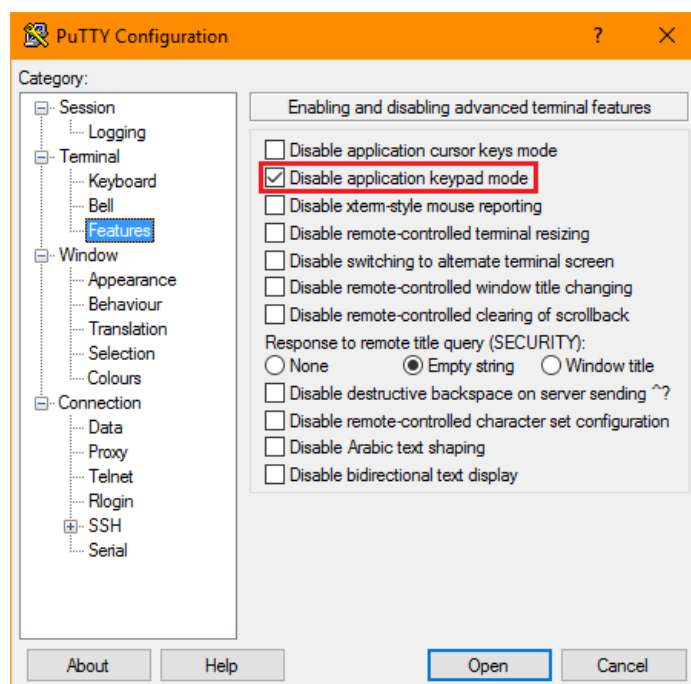 PuTTY Configuration
?
Category:
Session
Logging
Terminal
Keyboard
Bell
Features
Window
Appearance
Behaviour
Translation
Selection
Colours
Connection
Data
Proxy
Telnet
Rlogin
SSH
Serial
Enabling and disabling advanced terminal features
Disable application cursor keys mode
Disable application keypad mode
Disable xterm-style mouse reporting
Disable remote-controlled terminal resizing
Disable switching to alternate terminal screen
Disable remote-controlled window title changing
Disable remote-controlled clearing of scrollback
Response to remote title query (SECURITY):
None Empty string Window title
Disable destructive backspace on server sending ^?
Disable remote-controlled character set configuration
Disable Arabic text shaping
Disable bidirectional text display
About Help Open Cancel